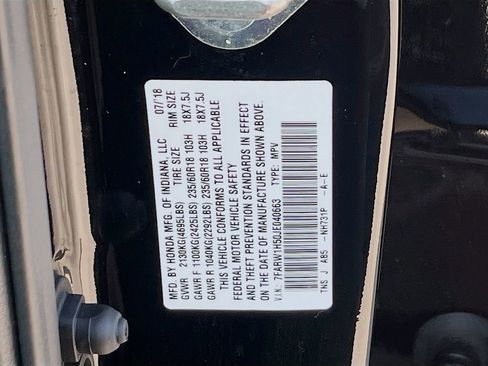 MFD. BY HONDA MFG. OF INDIANA, LLC 07/18
GVWR 2130KG(4695LBS) TIRE SIZE RIM SIZE
GAWR F 1100KG(2425LBS) 235/60R18 103H 18X7.5J
GAWR R 1040KG(2292LBS) 235/60R18 103H 18X7.5J
THIS VEHICLE CONFORMS TO ALL APPLICABLE
FEDERAL MOTOR VEHICLE SAFETY
AND THEFT PREVENTION STANDARDS IN EFFECT
ON THE DATE OF MANUFACTURE SHOWN ABOVE.
V.I.N.: 7FARW1H50JE040663 TYPE: MPV
TNS J A85 -NH731P -A-E